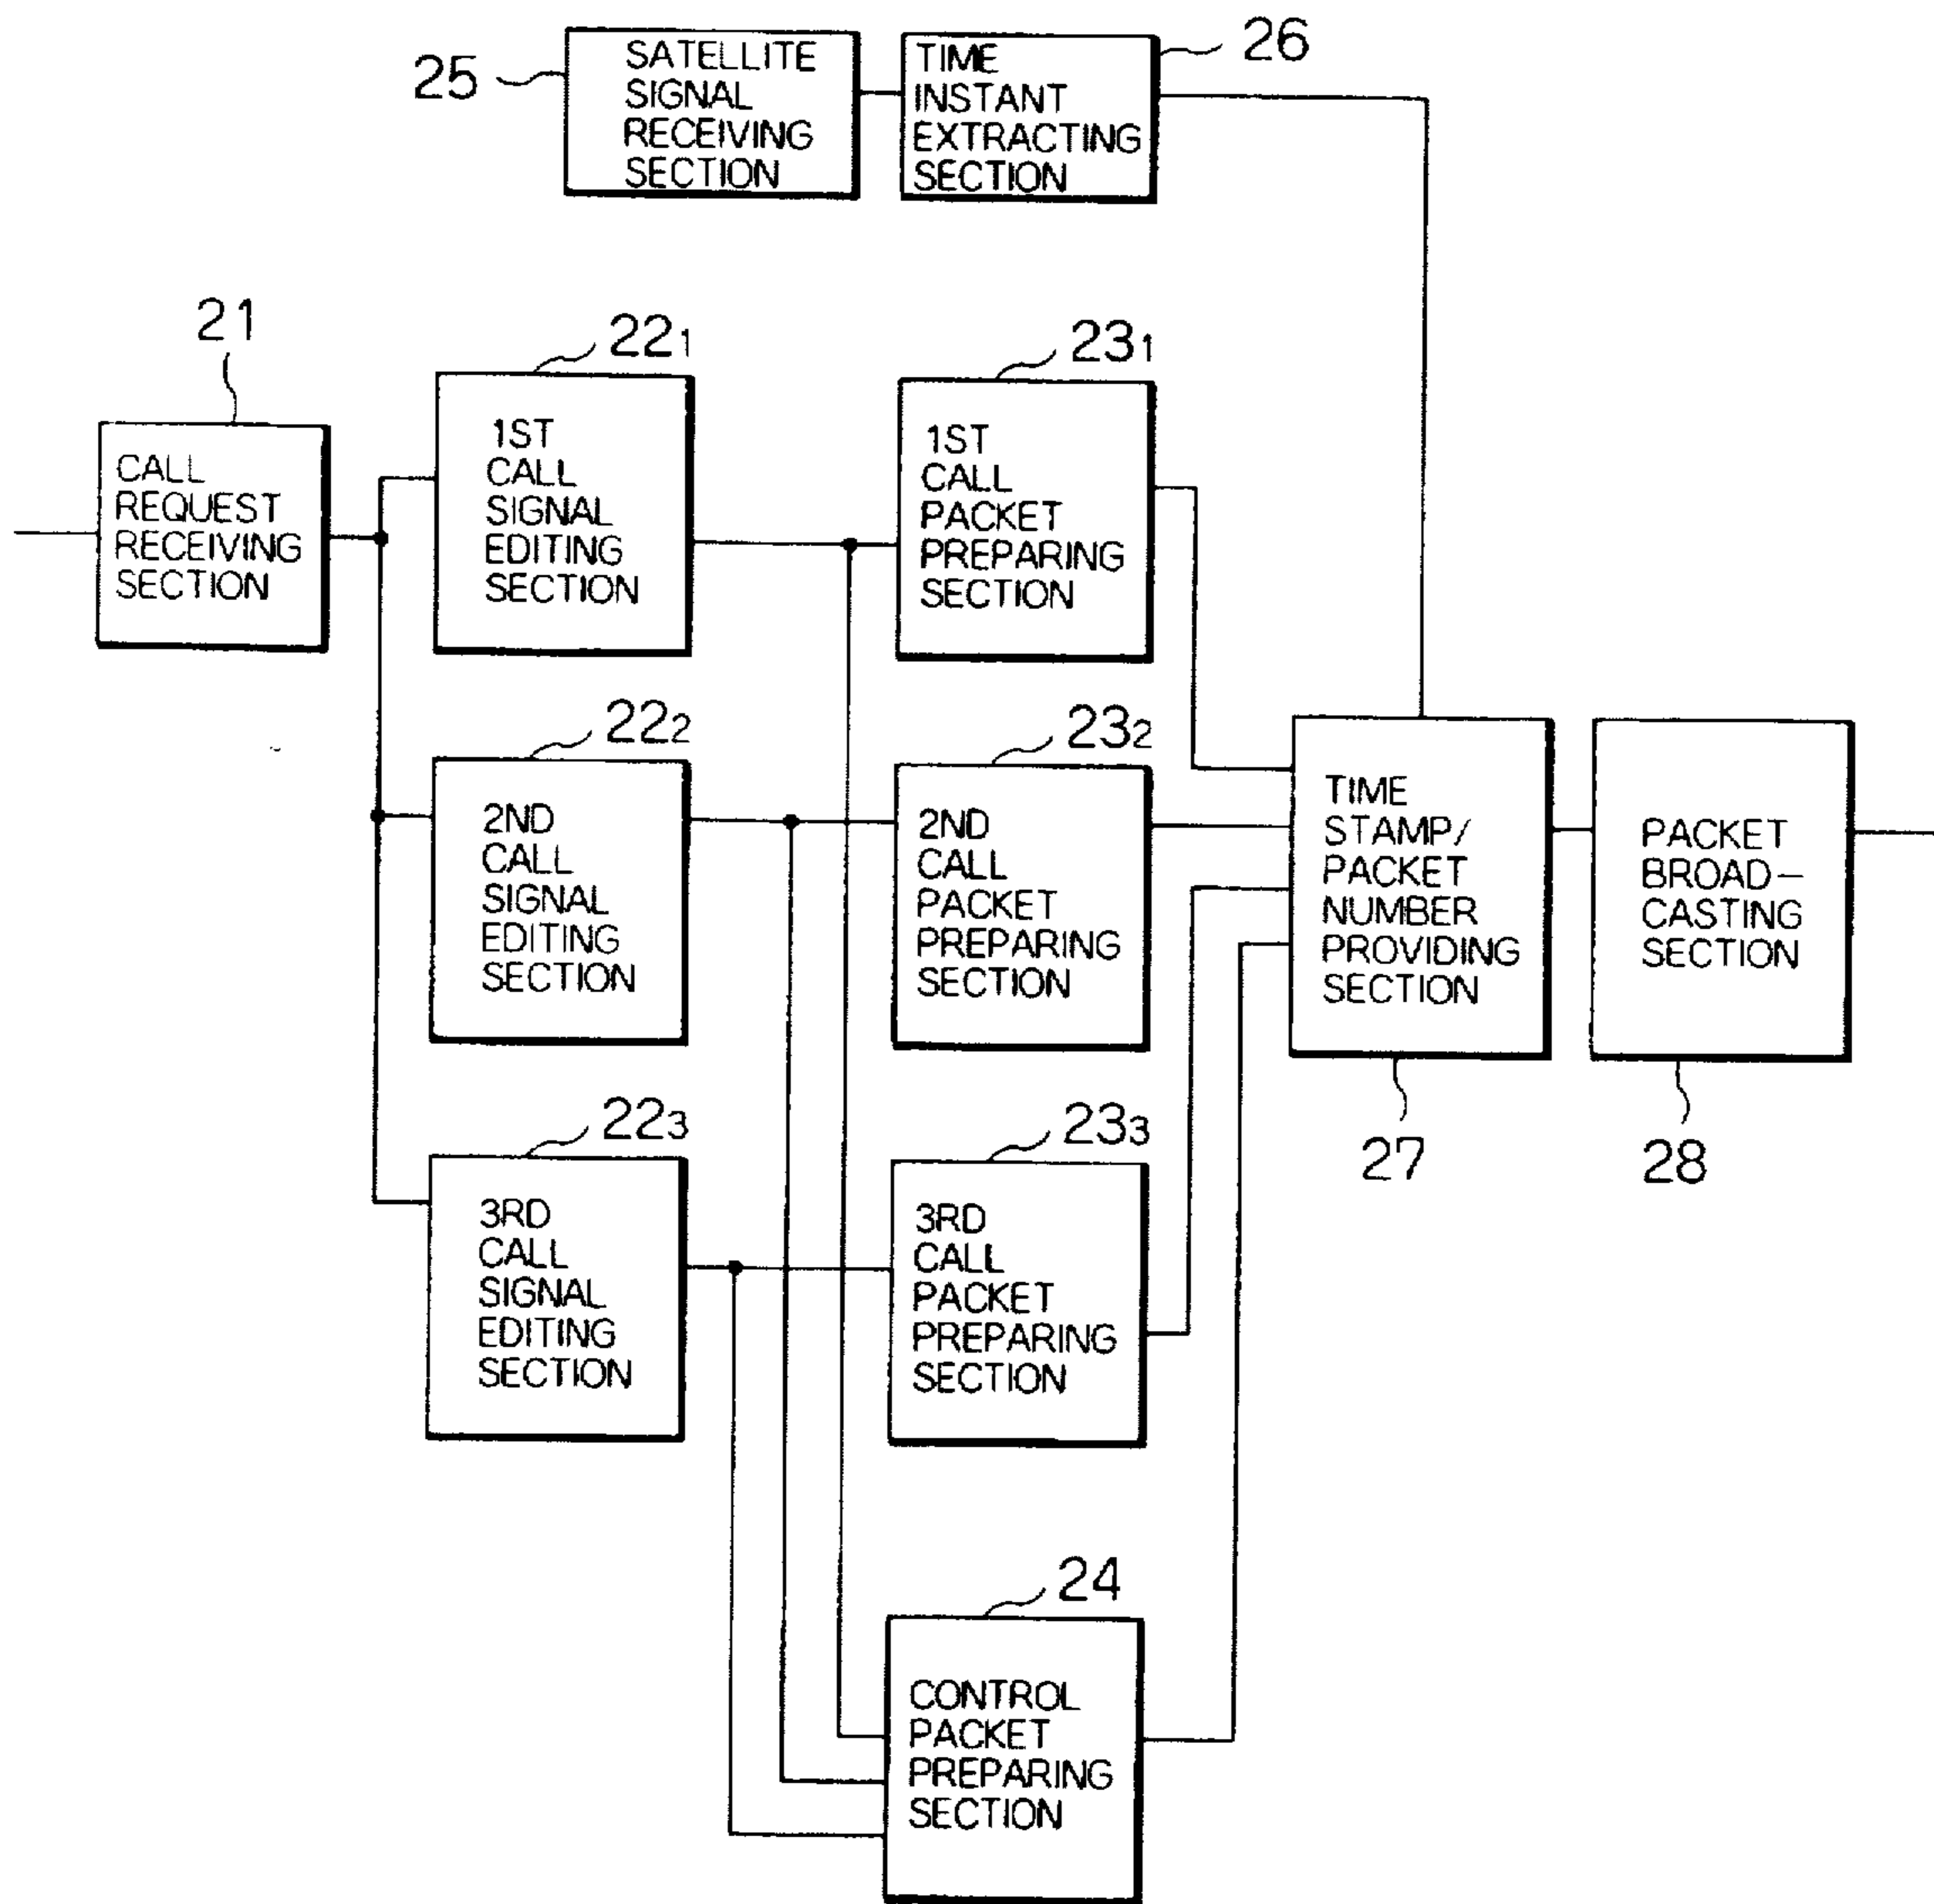 25
SATELLITE
SIGNAL
RECEIVING
SECTION
TIME
INSTANT
EXTRACTING
SECTION
26
21
CALL
REQUEST
RECEIVING
SECTION
22₁
1ST
CALL
SIGNAL
EDITING
SECTION
23₁
1ST
CALL
PACKET
PREPARING
SECTION
22₂
2ND
CALL
SIGNAL
EDITING
SECTION
23₂
2ND
CALL
PACKET
PREPARING
SECTION
TIME
STAMP/
PACKET
NUMBER
PROVIDING
SECTION
27
PACKET
BROAD-
CASTING
SECTION
28
22₃
3RD
CALL
SIGNAL
EDITING
SECTION
23₃
3RD
CALL
PACKET
PREPARING
SECTION
24
CONTROL
PACKET
PREPARING
SECTION